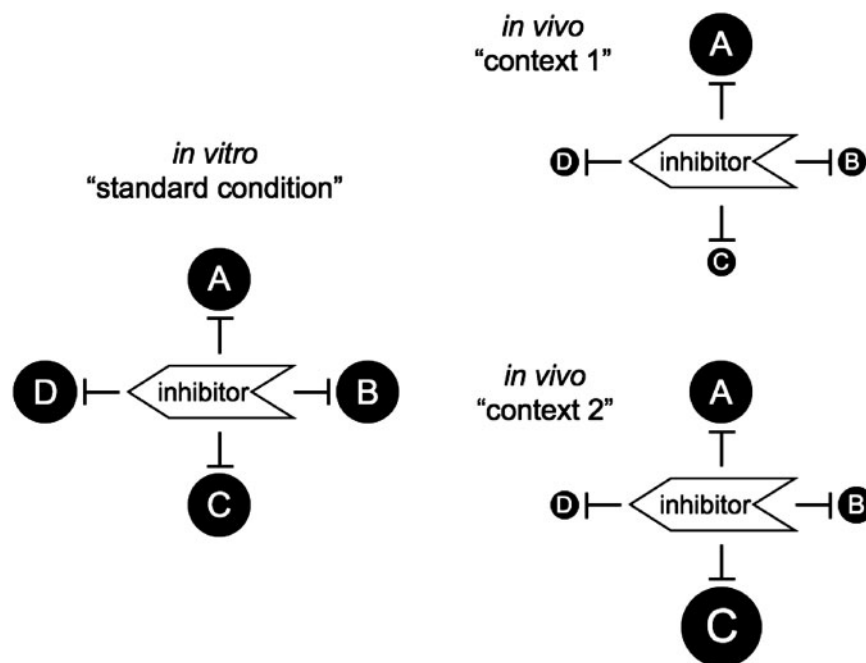 in vitro
“standard condition”
A
D
inhibitor
B
C
in vivo
“context 1”
A
D
inhibitor
B
C
in vivo
“context 2”
A
D
inhibitor
B
C